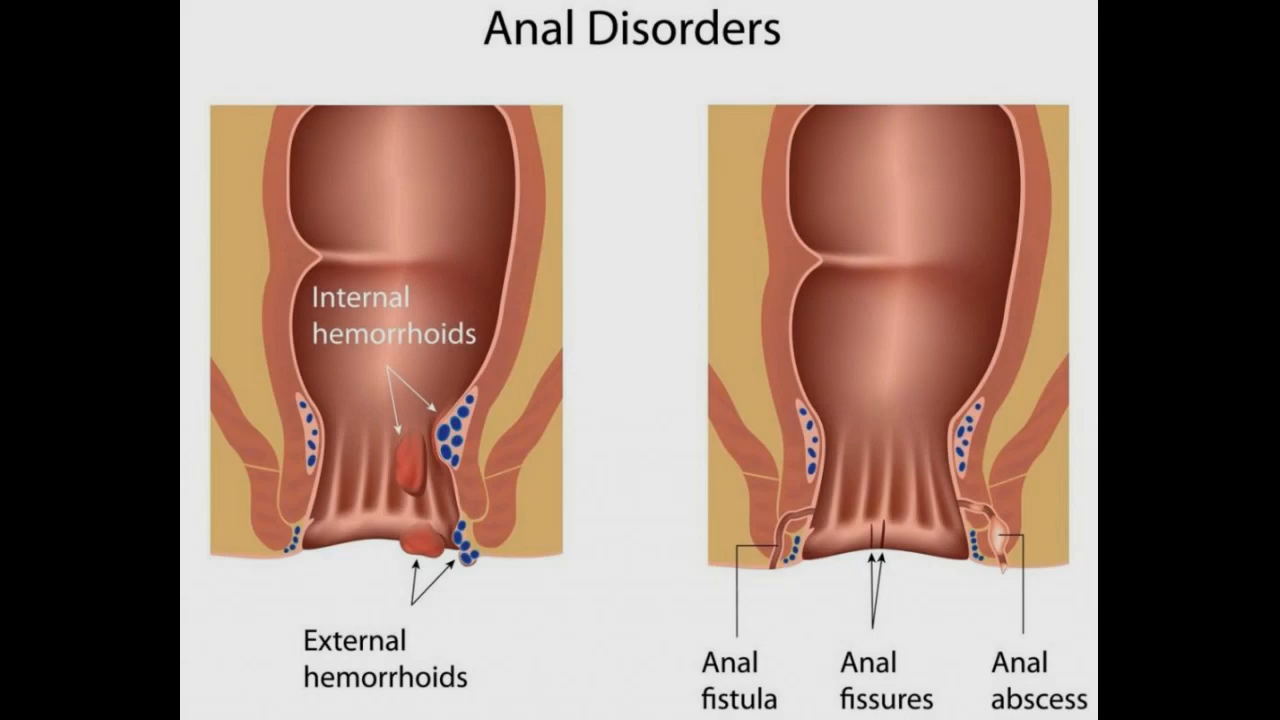 Anal Disorders
Internal
hemorrhoids
External
hemorrhoids
Anal
fistula
Anal
fissures
Anal
abscess